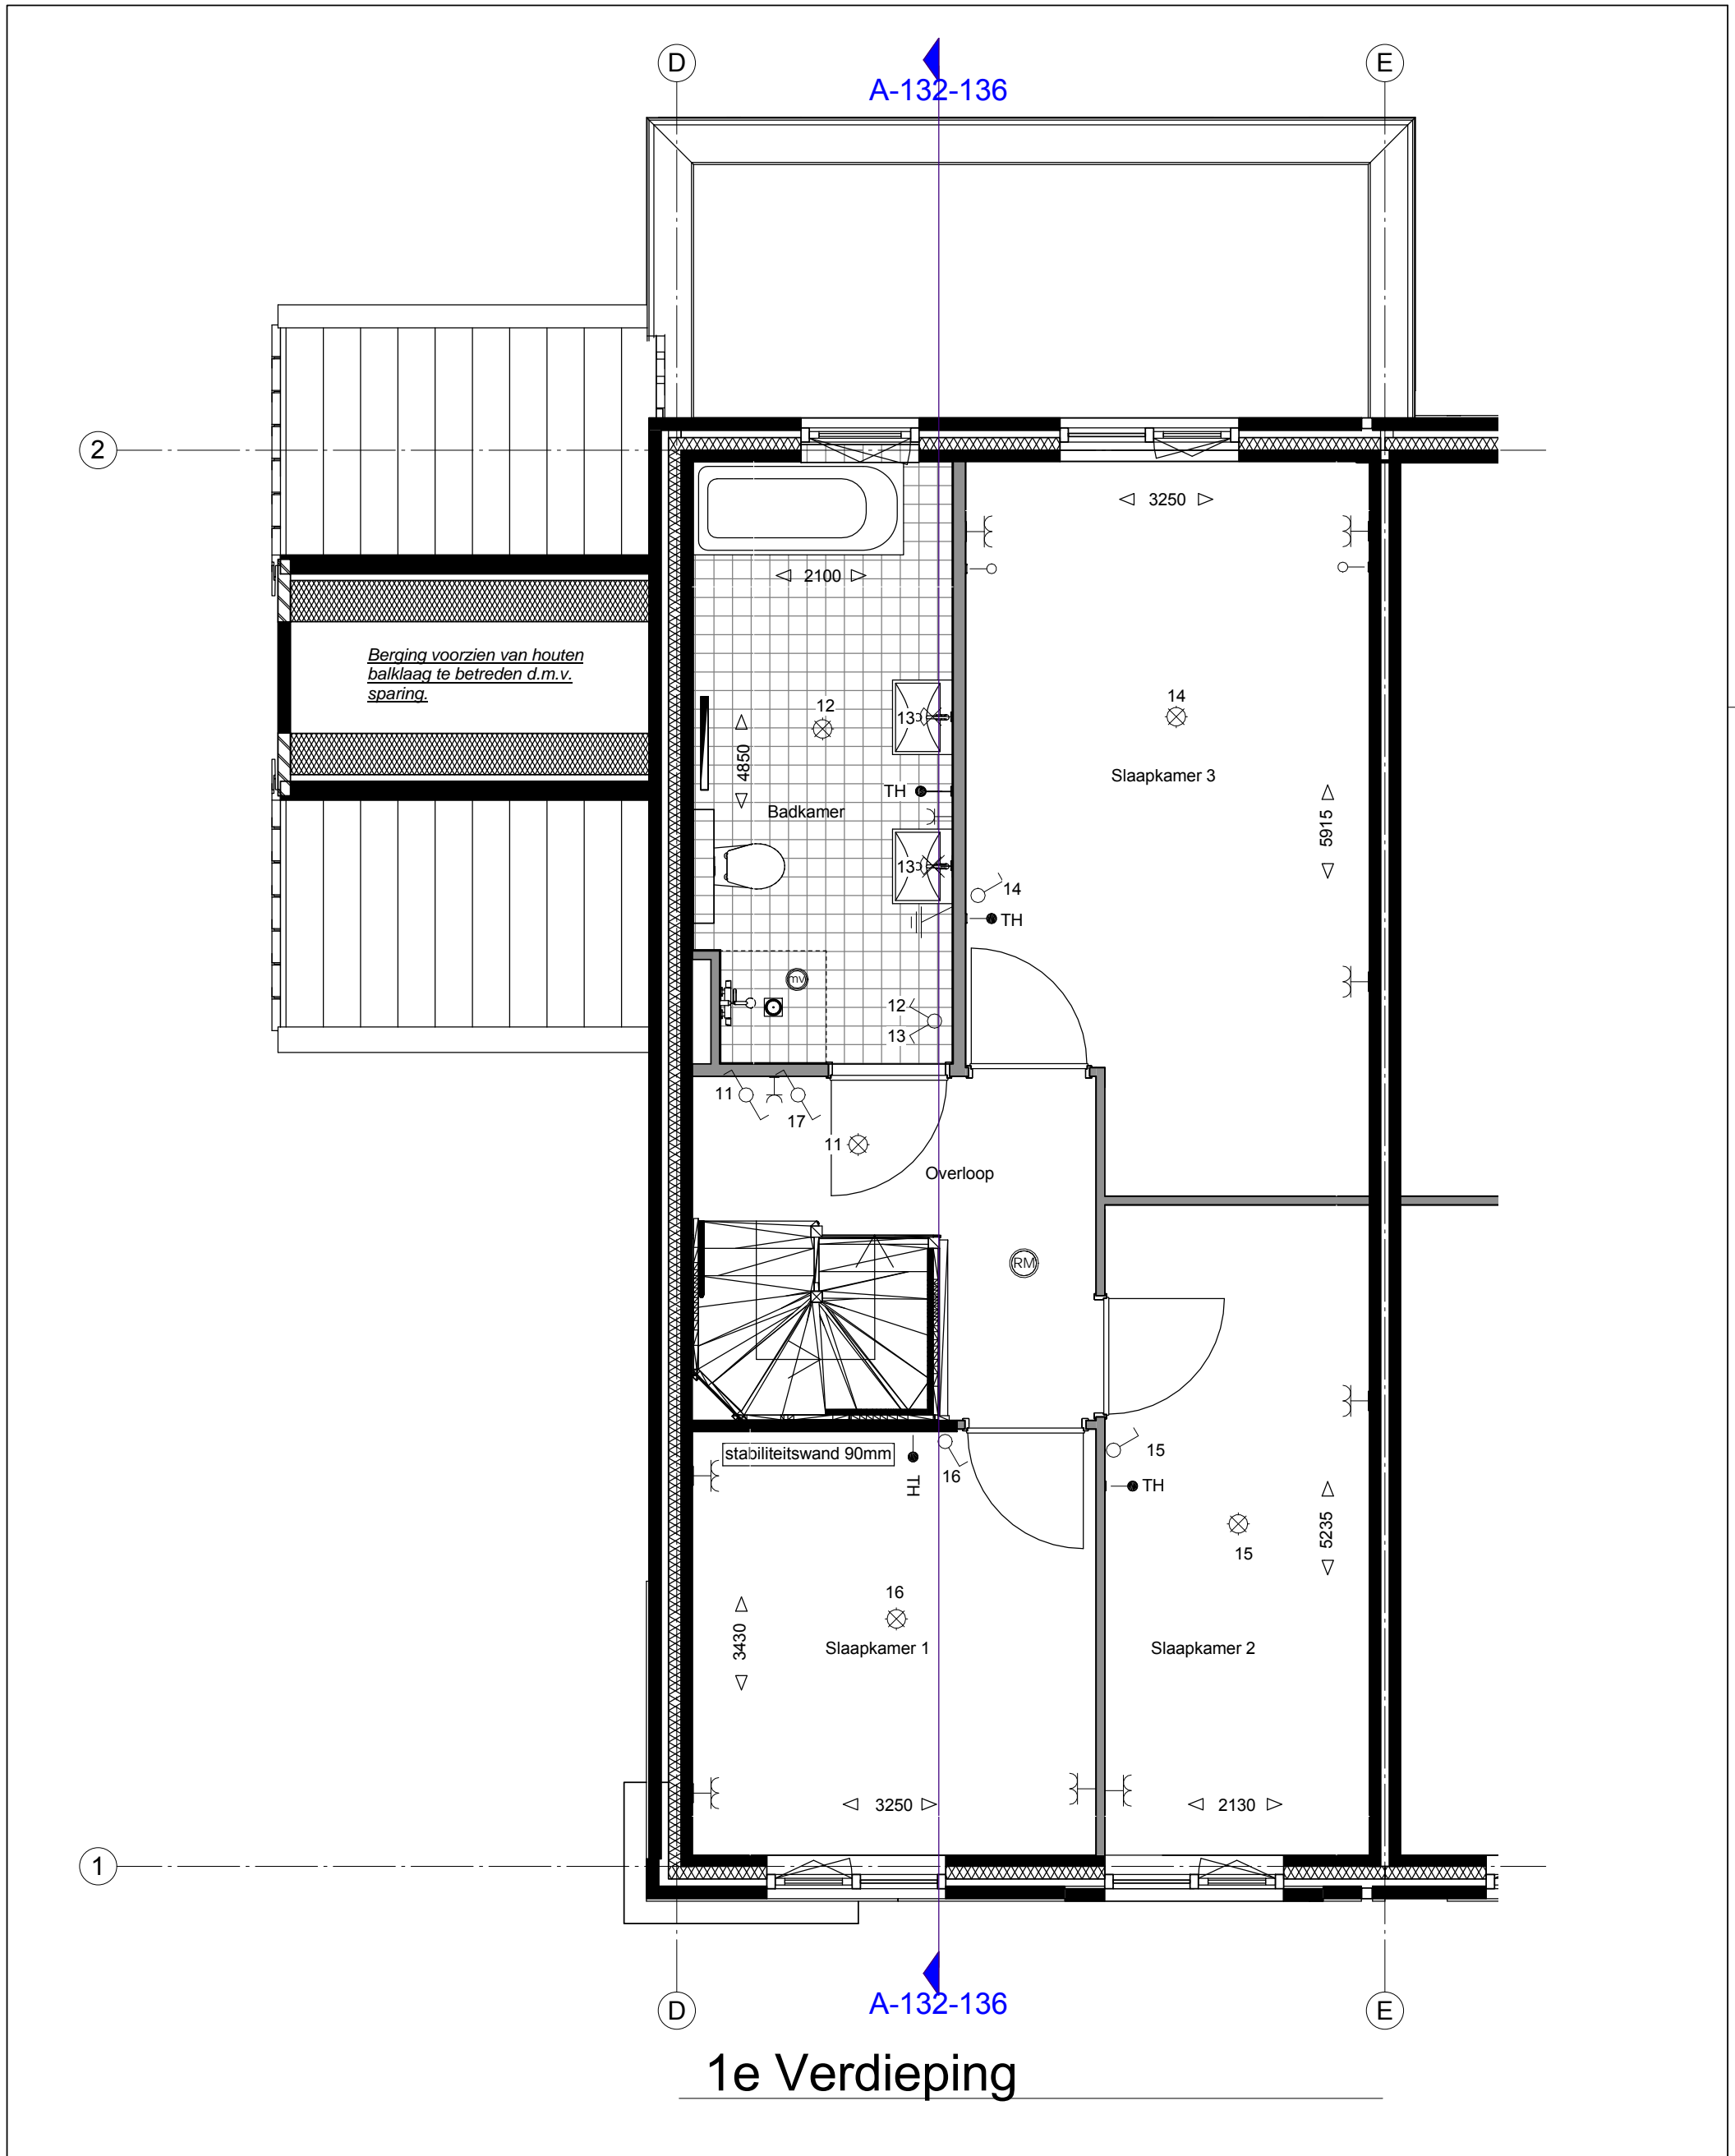 D
E
A-132-136
2
3250
2100
Berging voorzien van houten
balklaag te betreden d.m.v.
sparing.
12
13
14
4850
TH
Slaapkamer 3
Badkamer
5915
13
14
TH
mv
12
13
11
17
11
Overloop
RM
stabiliteitswand 90mm
TH
16
15
TH
5235
15
16
3430
Slaapkamer 1
Slaapkamer 2
3250
2130
1
A-132-136
D
E
1e Verdieping